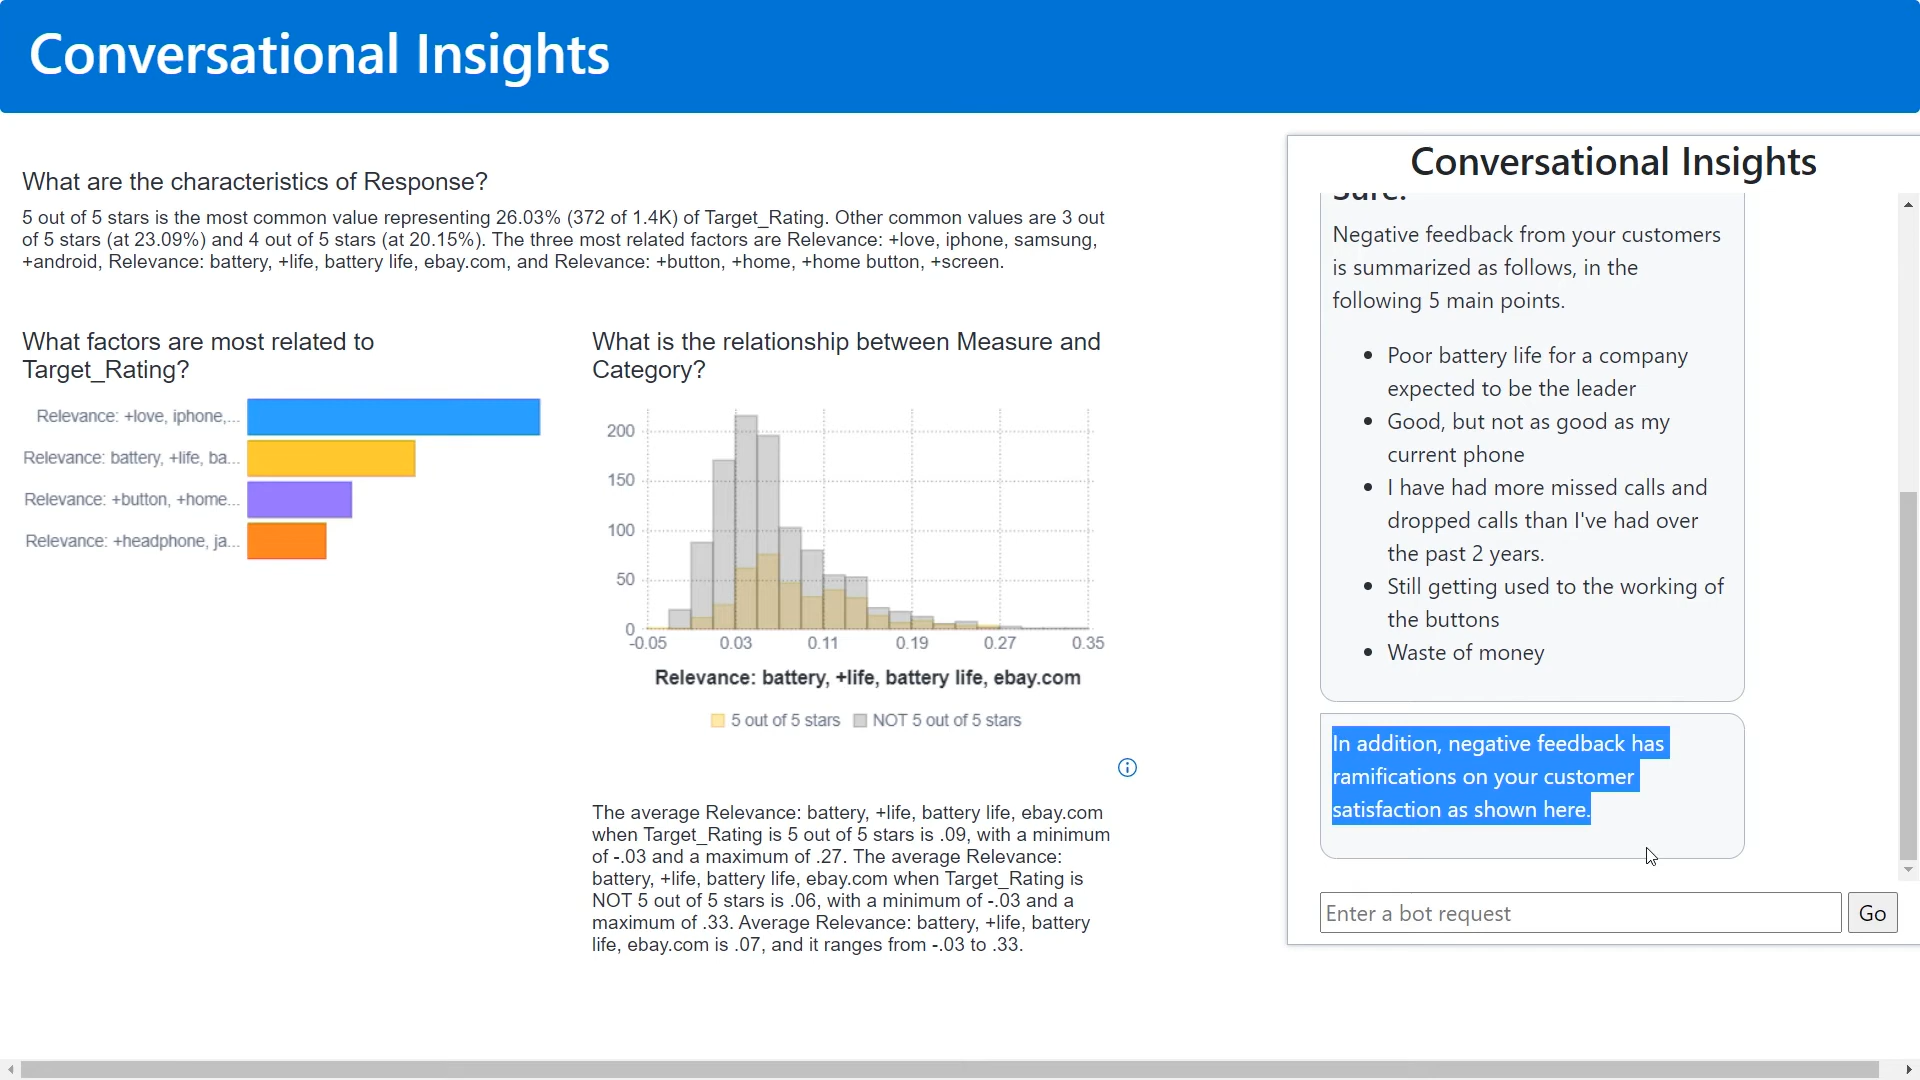 Conversational Insights
What are the characteristics of Response?
5 out of 5 stars is the most common value representing 26.03% (372 of 1.4K) of Target_Rating. Other common values are 3 out
of 5 stars (at 23.09%) and 4 out of 5 stars (at 20.15%). The three most related factors are Relevance: +love, iphone, samsung,
+android, Relevance: battery, +life, battery life, ebay.com, and Relevance: +button, +home, +home button, +screen.
What factors are most related to
Target_Rating?
Relevance: +love, iphone,...
Relevance: battery, +life, ba...
Relevance: +button, +home...
Relevance: +headphone, ja...
What is the relationship between Measure and
Category?
200
150
100
50
0
-0.05 0.03 0.11 0.19 0.27 0.35
Relevance: battery, +life, battery life, ebay.com
5 out of 5 stars NOT 5 out of 5 stars
The average Relevance: battery, +life, battery life, ebay.com
when Target_Rating is 5 out of 5 stars is .09, with a minimum
of -.03 and a maximum of .27. The average Relevance:
battery, +life, battery life, ebay.com when Target_Rating is
NOT 5 out of 5 stars is .06, with a minimum of -.03 and a
maximum of .33. Average Relevance: battery, +life, battery
life, ebay.com is .07, and it ranges from -.03 to .33.
Conversational Insights
Sure!
Negative feedback from your customers
is summarized as follows, in the
following 5 main points.
• Poor battery life for a company
expected to be the leader
• Good, but not as good as my
current phone
• I have had more missed calls and
dropped calls than I've had over
the past 2 years.
• Still getting used to the working of
the buttons
• Waste of money
In addition, negative feedback has
ramifications on your customer
satisfaction as shown here.
Enter a bot request
Go